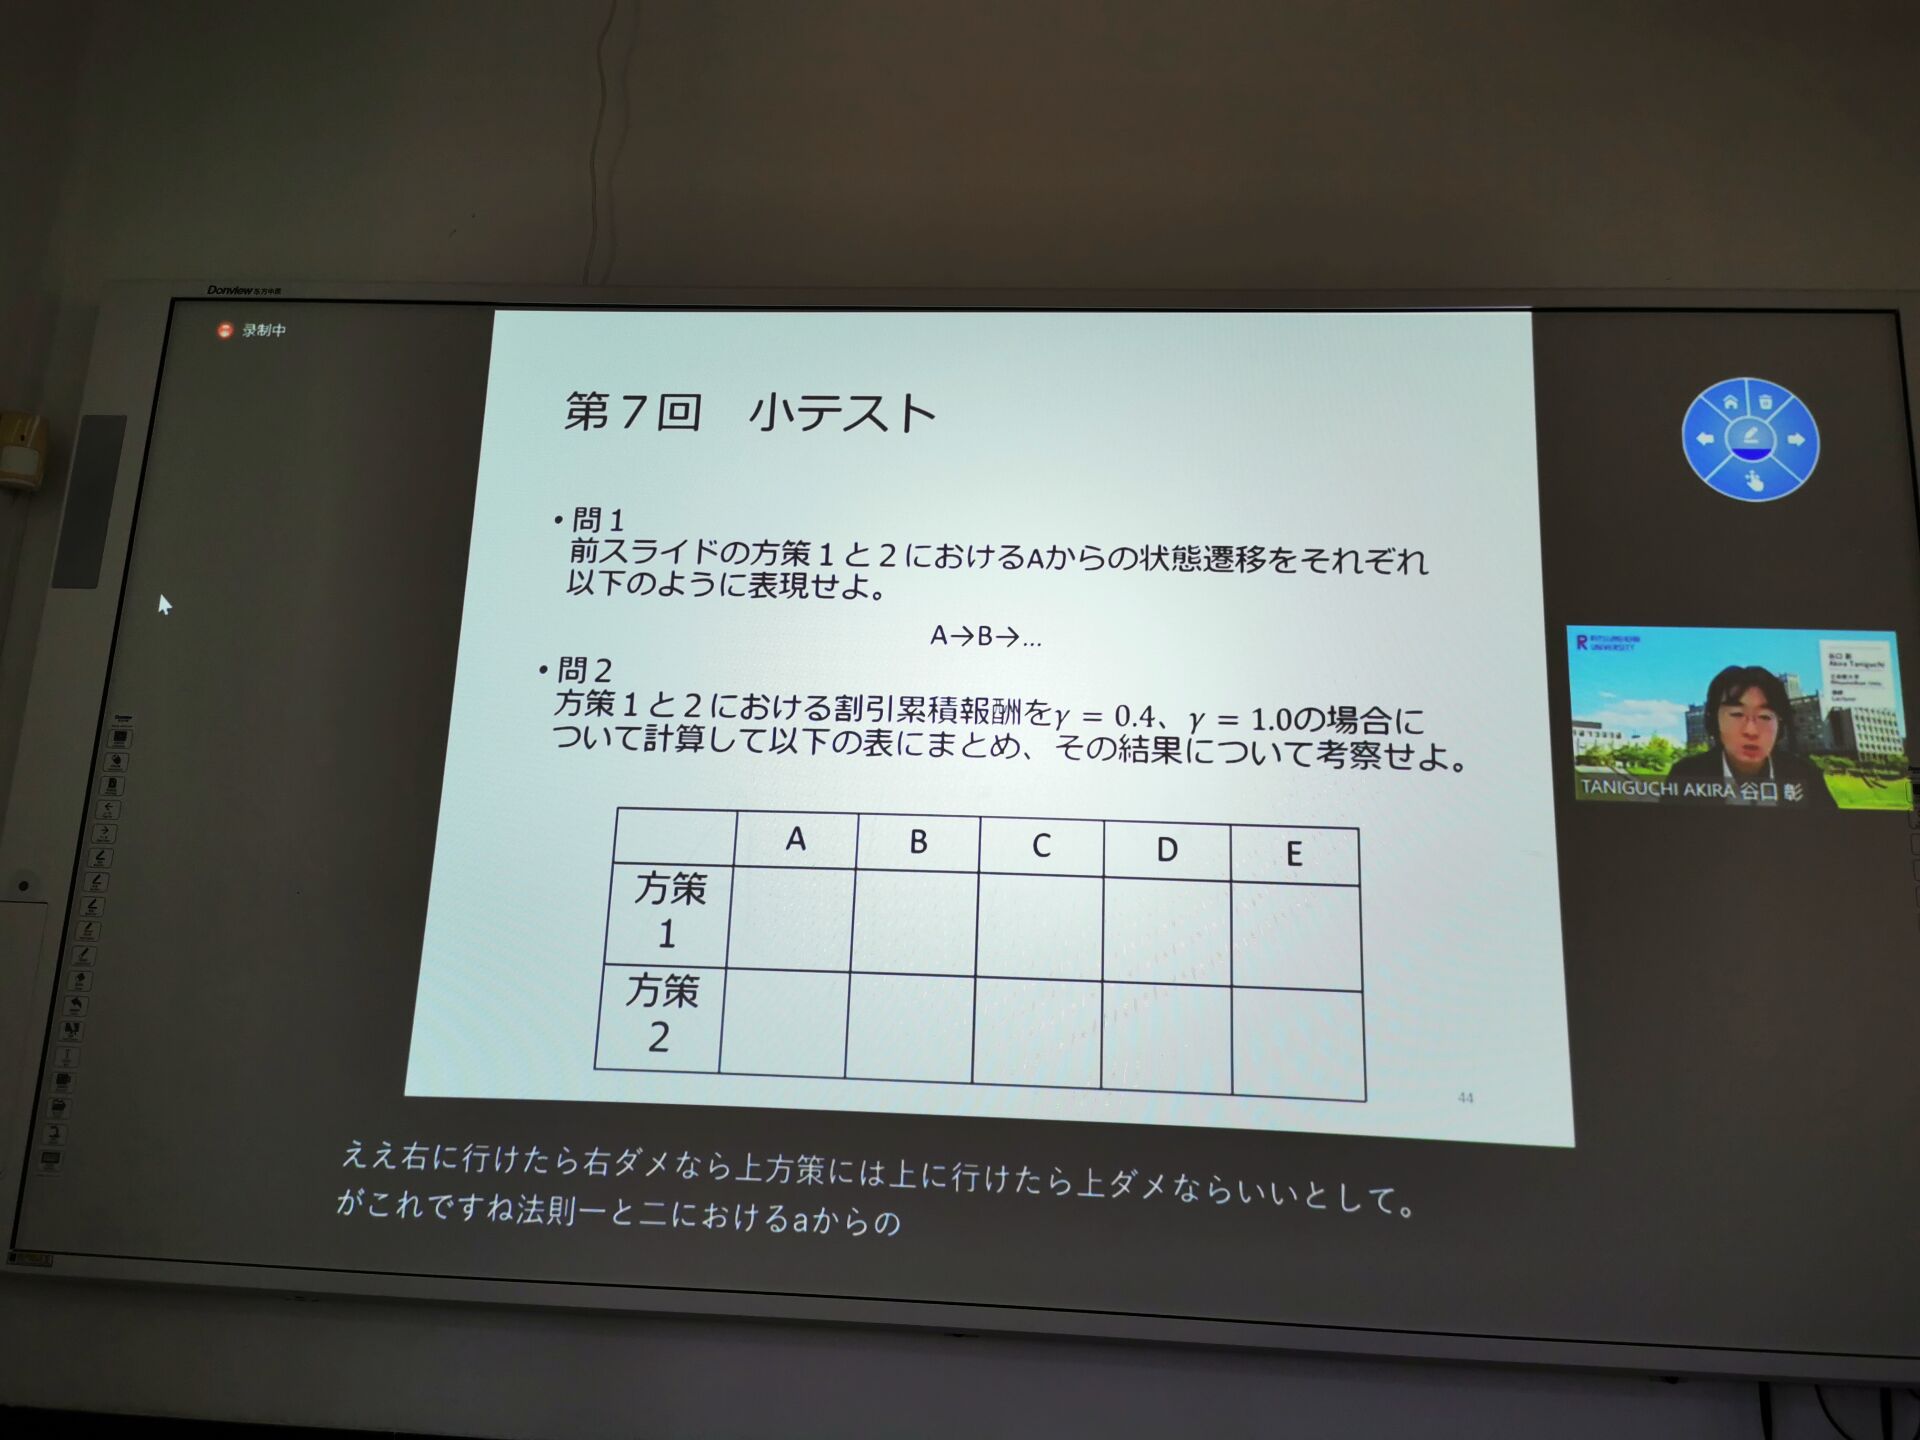 Donview 东方中原
录制中
第７回　小テスト
• 問１
前スライドの方策１と２におけるAからの状態遷移をそれぞれ
以下のように表現せよ。
A→B→…
• 問２
方策１と２における割引累積報酬をγ = 0.4、γ = 1.0の場合に
ついて計算して以下の表にまとめ、その結果について考察せよ。
A B C D E
方策
1
方策
2
44
R
UNIVERSITY
谷口 彰
Akira Taniguchi
TANIGUCHI AKIRA 谷口 彰
ええ右に行けたら右ダメなら上方策には上に行けたら上ダメならいいとして。
がこれですね法則一と二におけるaからの